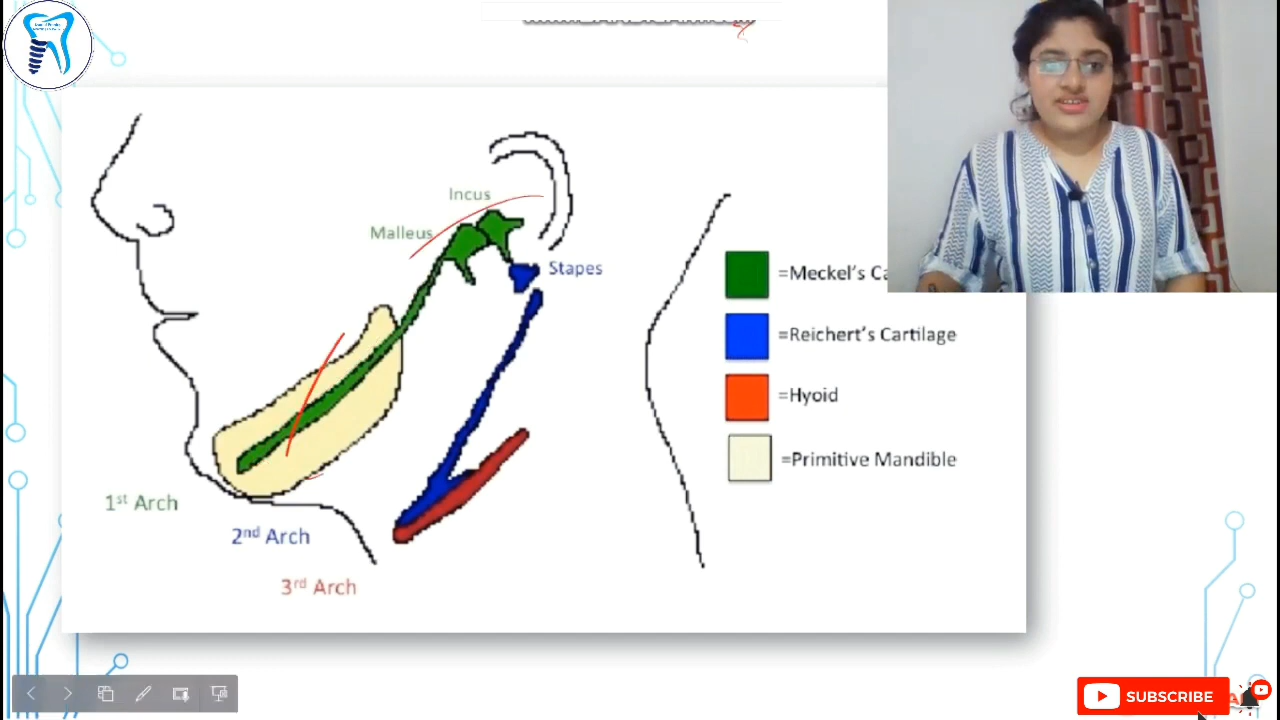 Incus
Malleus
Stapes
=Meckel's Ca
=Reichert's Cartilage
=Hyoid
=Primitive Mandible
1st Arch
2nd Arch
3rd Arch
SUBSCRIBE